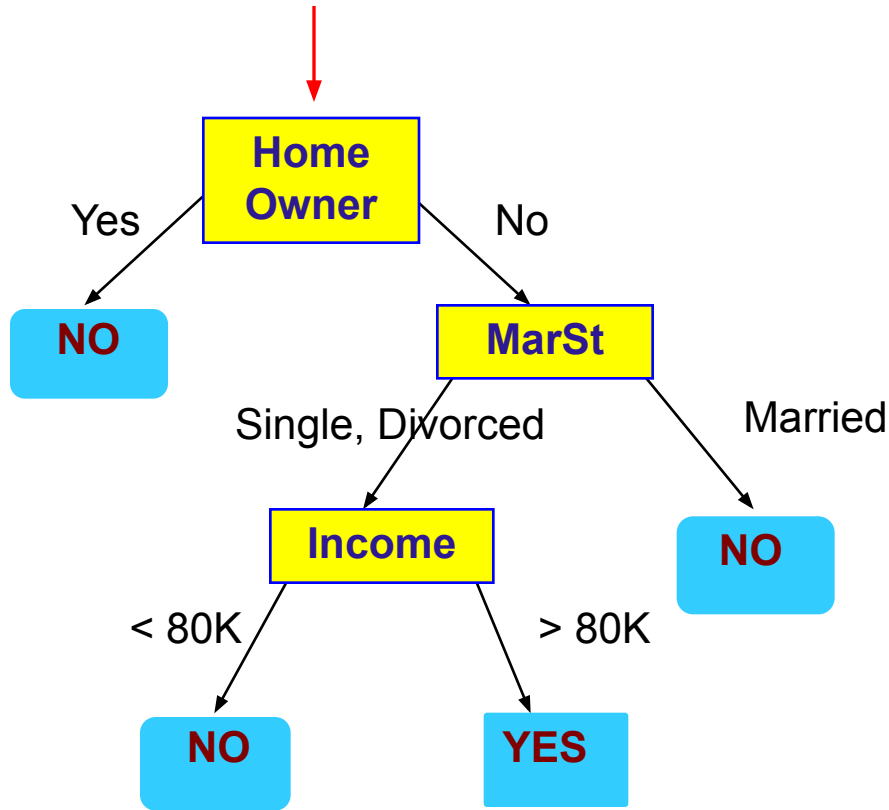 Home
Owner
Yes
No
NO
MarSt
Single, Divorced
Married
Income
NO
< 80K
> 80K
NO
YES